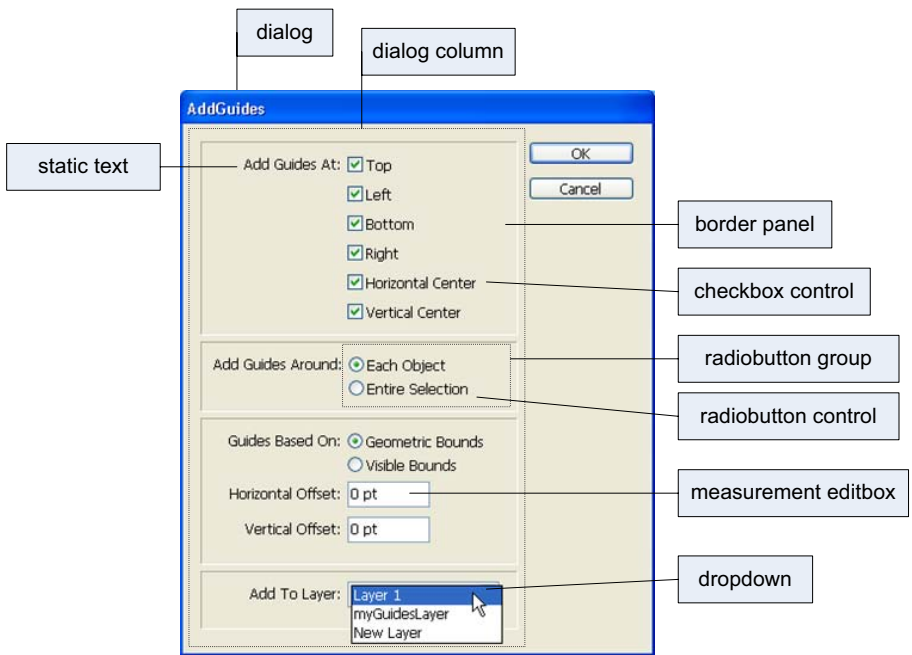 dialog
dialog column
AddGuides
static text
Add Guides At:
Top
Left
Bottom
Right
Horizontal Center
Vertical Center
OK
Cancel
border panel
checkbox control
Add Guides Around:
Each Object
Entire Selection
radiobutton group
radiobutton control
Guides Based On:
Geometric Bounds
Visible Bounds
Horizontal Offset:
0 pt
measurement editbox
Vertical Offset:
0 pt
Add To Layer:
Layer 1
myGuidesLayer
New Layer
dropdown